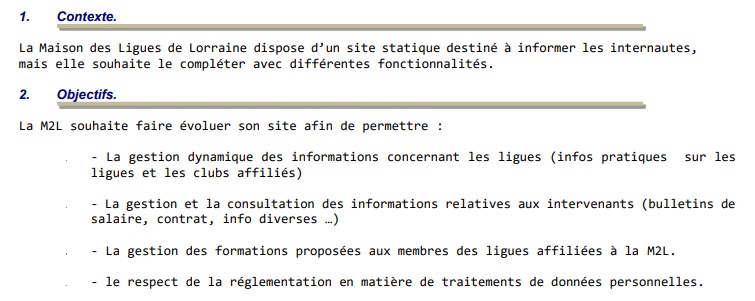 1. Contexte.
La Maison des Ligues de Lorraine dispose d’un site statique destiné à informer les internautes,
mais elle souhaite le compléter avec différentes fonctionnalités.
2. Objectifs.
La M2L souhaite faire évoluer son site afin de permettre :
- La gestion dynamique des informations concernant les ligues (infos pratiques sur les
ligues et les clubs affiliés)
- La gestion et la consultation des informations relatives aux intervenants (bulletins de
salaire, contrat, info diverses …)
- La gestion des formations proposées aux membres des ligues affiliées à la M2L.
- le respect de la réglementation en matière de traitements de données personnelles.